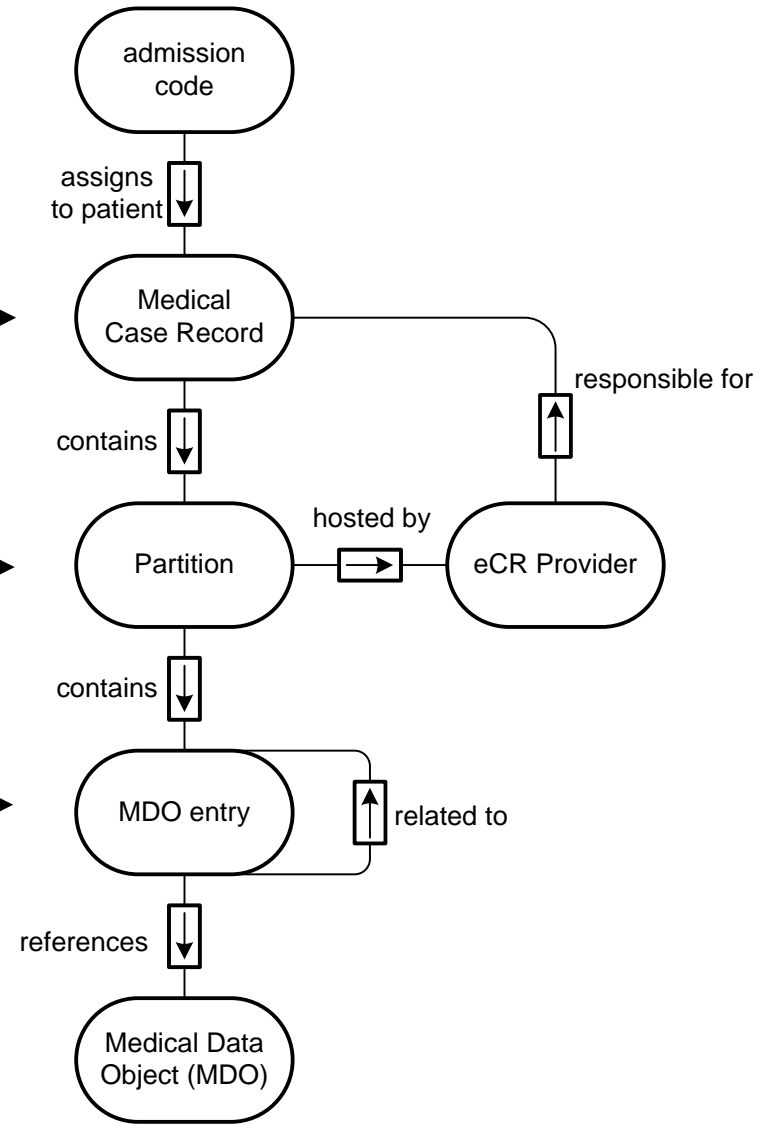 admission
code
assigns
to patient
Medical
Case Record
responsible for
contains
hosted by
Partition
eCR Provider
contains
MDO entry
related to
references
Medical Data
Object (MDO)